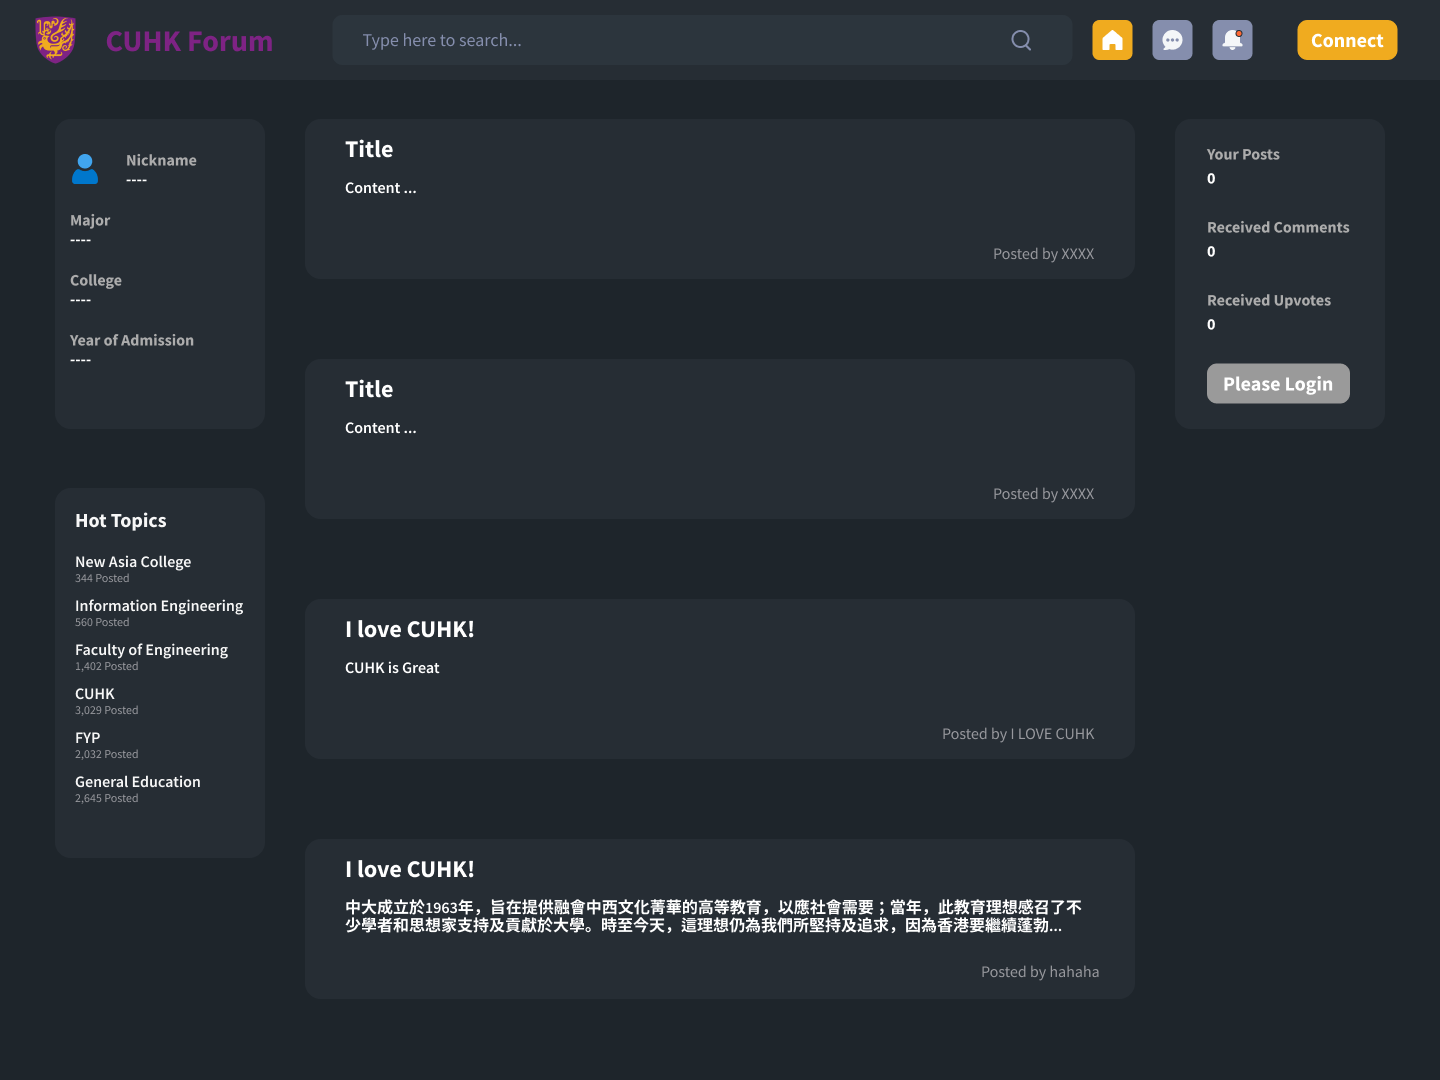 CUHK Forum
Type here to search...
Connect
Nickname
----
Major
----
College
----
Year of Admission
----
Hot Topics
New Asia College
344 Posted
Information Engineering
560 Posted
Faculty of Engineering
1,402 Posted
CUHK
3,029 Posted
FYP
2,032 Posted
General Education
2,645 Posted
Title
Content ...
Posted by XXXX
Title
Content ...
Posted by XXXX
I love CUHK!
CUHK is Great
Posted by I LOVE CUHK
I love CUHK!
中大成立於1963年，旨在提供融會中西文化菁華的高等教育，以應社會需要；當年，此教育理想感召了不
少學者和思想家支持及貢獻於大學。時至今天，這理想仍為我們所堅持及追求，因為香港要繼續蓬勃...
Posted by hahaha
Your Posts
0
Received Comments
0
Received Upvotes
0
Please Login